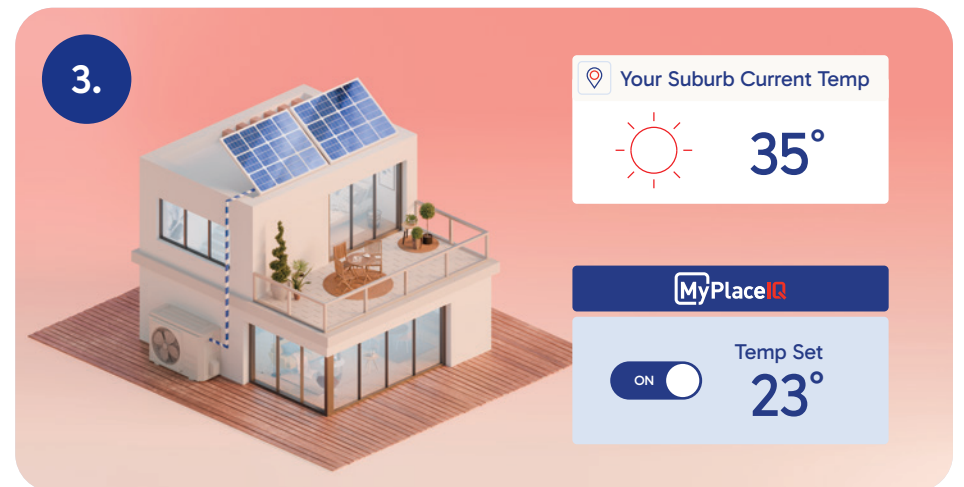 3.
Your Suburb Current Temp
35°
MyPlaceIQ
Temp Set
ON
23°